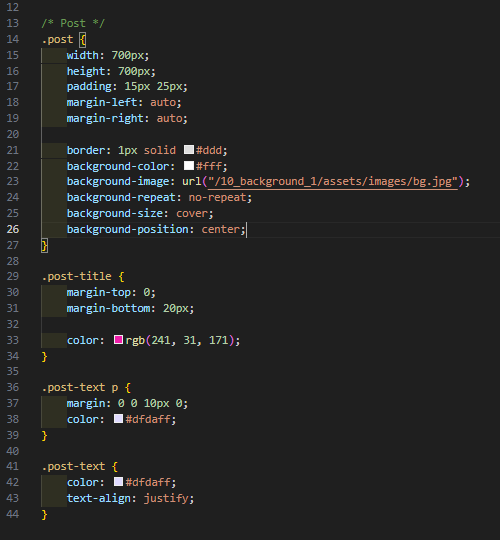 12
13 /* Post */
14 .post {
15 width: 700px;
16 height: 700px;
17 padding: 15px 25px;
18 margin-left: auto;
19 margin-right: auto;
20
21 border: 1px solid #ddd;
22 background-color: #fff;
23 background-image: url("/10_background_1/assets/images/bg.jpg");
24 background-repeat: no-repeat;
25 background-size: cover;
26 background-position: center;
27 }
28
29 .post-title {
30 margin-top: 0;
31 margin-bottom: 20px;
32
33 color: rgb(241, 31, 171);
34 }
35
36 .post-text p {
37 margin: 0 0 10px 0;
38 color: #dfdaff;
39 }
40
41 .post-text {
42 color: #dfdaff;
43 text-align: justify;
44 }